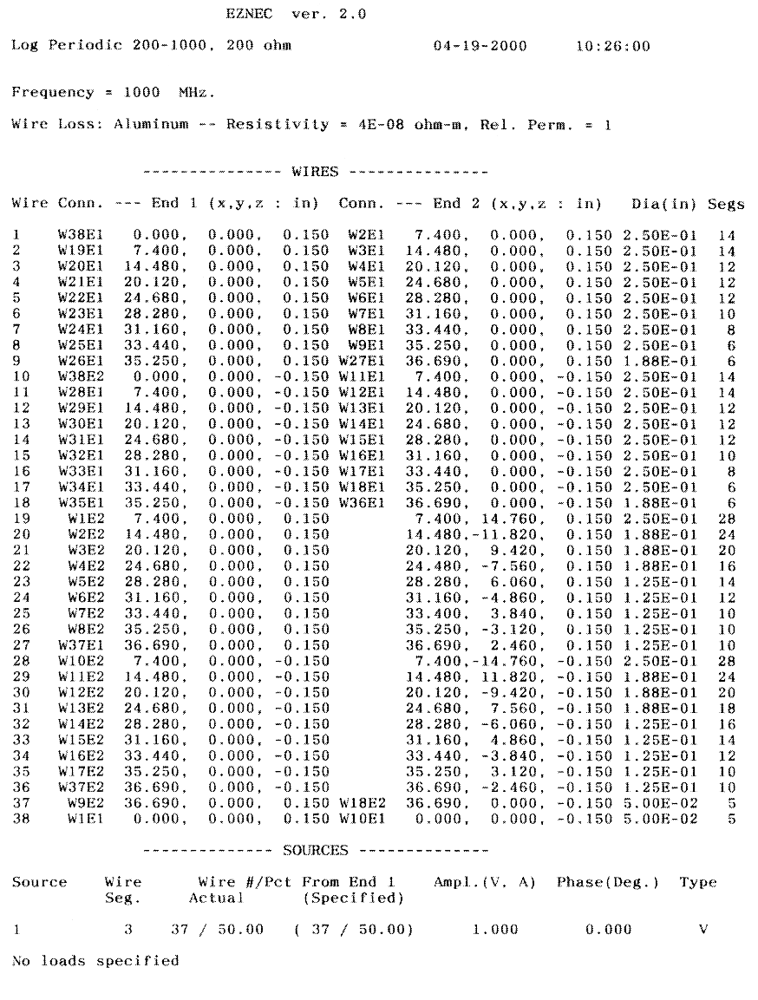 EZNEC ver. 2.0
Log Periodic 200-1000, 200 ohm 04-19-2000 10:26:00
Frequency = 1000 MHz.
Wire Loss: Aluminum -- Resistivity = 4E-08 ohm-m, Rel. Perm. = 1
--------------- WIRES ---------------
Wire Conn. --- End 1 (x,y,z : in) Conn. --- End 2 (x,y,z : in) Dia(in) Segs
1 W38E1 0.000, 0.000, 0.150 W2E1 7.400, 0.000, 0.150 2.50E-01 14
2 W19E1 7.400, 0.000, 0.150 W3E1 14.480, 0.000, 0.150 2.50E-01 14
3 W20E1 14.480, 0.000, 0.150 W4E1 20.120, 0.000, 0.150 2.50E-01 12
4 W21E1 20.120, 0.000, 0.150 W5E1 24.680, 0.000, 0.150 2.50E-01 12
5 W22E1 24.680, 0.000, 0.150 W6E1 28.280, 0.000, 0.150 2.50E-01 12
6 W23E1 28.280, 0.000, 0.150 W7E1 31.160, 0.000, 0.150 2.50E-01 10
7 W24E1 31.160, 0.000, 0.150 W8E1 33.440, 0.000, 0.150 2.50E-01 8
8 W25E1 33.440, 0.000, 0.150 W9E1 35.250, 0.000, 0.150 2.50E-01 6
9 W26E1 35.250, 0.000, 0.150 W27E1 36.690, 0.000, 0.150 1.88E-01 6
10 W38E2 0.000, 0.000, -0.150 W11E1 7.400, 0.000, -0.150 2.50E-01 14
11 W28E1 7.400, 0.000, -0.150 W12E1 14.480, 0.000, -0.150 2.50E-01 14
12 W29E1 14.480, 0.000, -0.150 W13E1 20.120, 0.000, -0.150 2.50E-01 12
13 W30E1 20.120, 0.000, -0.150 W14E1 24.680, 0.000, -0.150 2.50E-01 12
14 W31E1 24.680, 0.000, -0.150 W15E1 28.280, 0.000, -0.150 2.50E-01 12
15 W32E1 28.280, 0.000, -0.150 W16E1 31.160, 0.000, -0.150 2.50E-01 10
16 W33E1 31.160, 0.000, -0.150 W17E1 33.440, 0.000, -0.150 2.50E-01 8
17 W34E1 33.440, 0.000, -0.150 W18E1 35.250, 0.000, -0.150 2.50E-01 6
18 W35E1 35.250, 0.000, -0.150 W36E1 36.690, 0.000, -0.150 1.88E-01 6
19 W1E2 7.400, 0.000, 0.150 7.400, 14.760, 0.150 2.50E-01 28
20 W2E2 14.480, 0.000, 0.150 14.480,-11.820, 0.150 1.88E-01 24
21 W3E2 20.120, 0.000, 0.150 20.120, 9.420, 0.150 1.88E-01 20
22 W4E2 24.680, 0.000, 0.150 24.480, -7.560, 0.150 1.88E-01 16
23 W5E2 28.280, 0.000, 0.150 28.280, 6.060, 0.150 1.25E-01 14
24 W6E2 31.160, 0.000, 0.150 31.160, -4.860, 0.150 1.25E-01 12
25 W7E2 33.440, 0.000, 0.150 33.400, 3.840, 0.150 1.25E-01 10
26 W8E2 35.250, 0.000, 0.150 35.250, -3.120, 0.150 1.25E-01 10
27 W37E1 36.690, 0.000, 0.150 36.690, 2.460, 0.150 1.25E-01 10
28 W10E2 7.400, 0.000, -0.150 7.400,-14.760, -0.150 2.50E-01 28
29 W11E2 14.480, 0.000, -0.150 14.480, 11.820, -0.150 1.88E-01 24
30 W12E2 20.120, 0.000, -0.150 20.120, -9.420, -0.150 1.88E-01 20
31 W13E2 24.680, 0.000, -0.150 24.680, 7.560, -0.150 1.88E-01 18
32 W14E2 28.280, 0.000, -0.150 28.280, -6.060, -0.150 1.25E-01 16
33 W15E2 31.160, 0.000, -0.150 31.160, 4.860, -0.150 1.25E-01 14
34 W16E2 33.440, 0.000, -0.150 33.440, -3.840, -0.150 1.25E-01 12
35 W17E2 35.250, 0.000, -0.150 35.250, 3.120, -0.150 1.25E-01 10
36 W37E2 36.690, 0.000, -0.150 36.690, -2.460, -0.150 1.25E-01 10
37 W9E2 36.690, 0.000, 0.150 W18E2 36.690, 0.000, -0.150 5.00E-02 5
38 W1E1 0.000, 0.000, 0.150 W10E1 0.000, 0.000, -0.150 5.00E-02 5
-------------- SOURCES --------------
Source Wire Wire #/Pct From End 1 Ampl.(V, A) Phase(Deg.) Type
Seg. Actual (Specified)
1 3 37 / 50.00 ( 37 / 50.00) 1.000 0.000 V
No loads specified